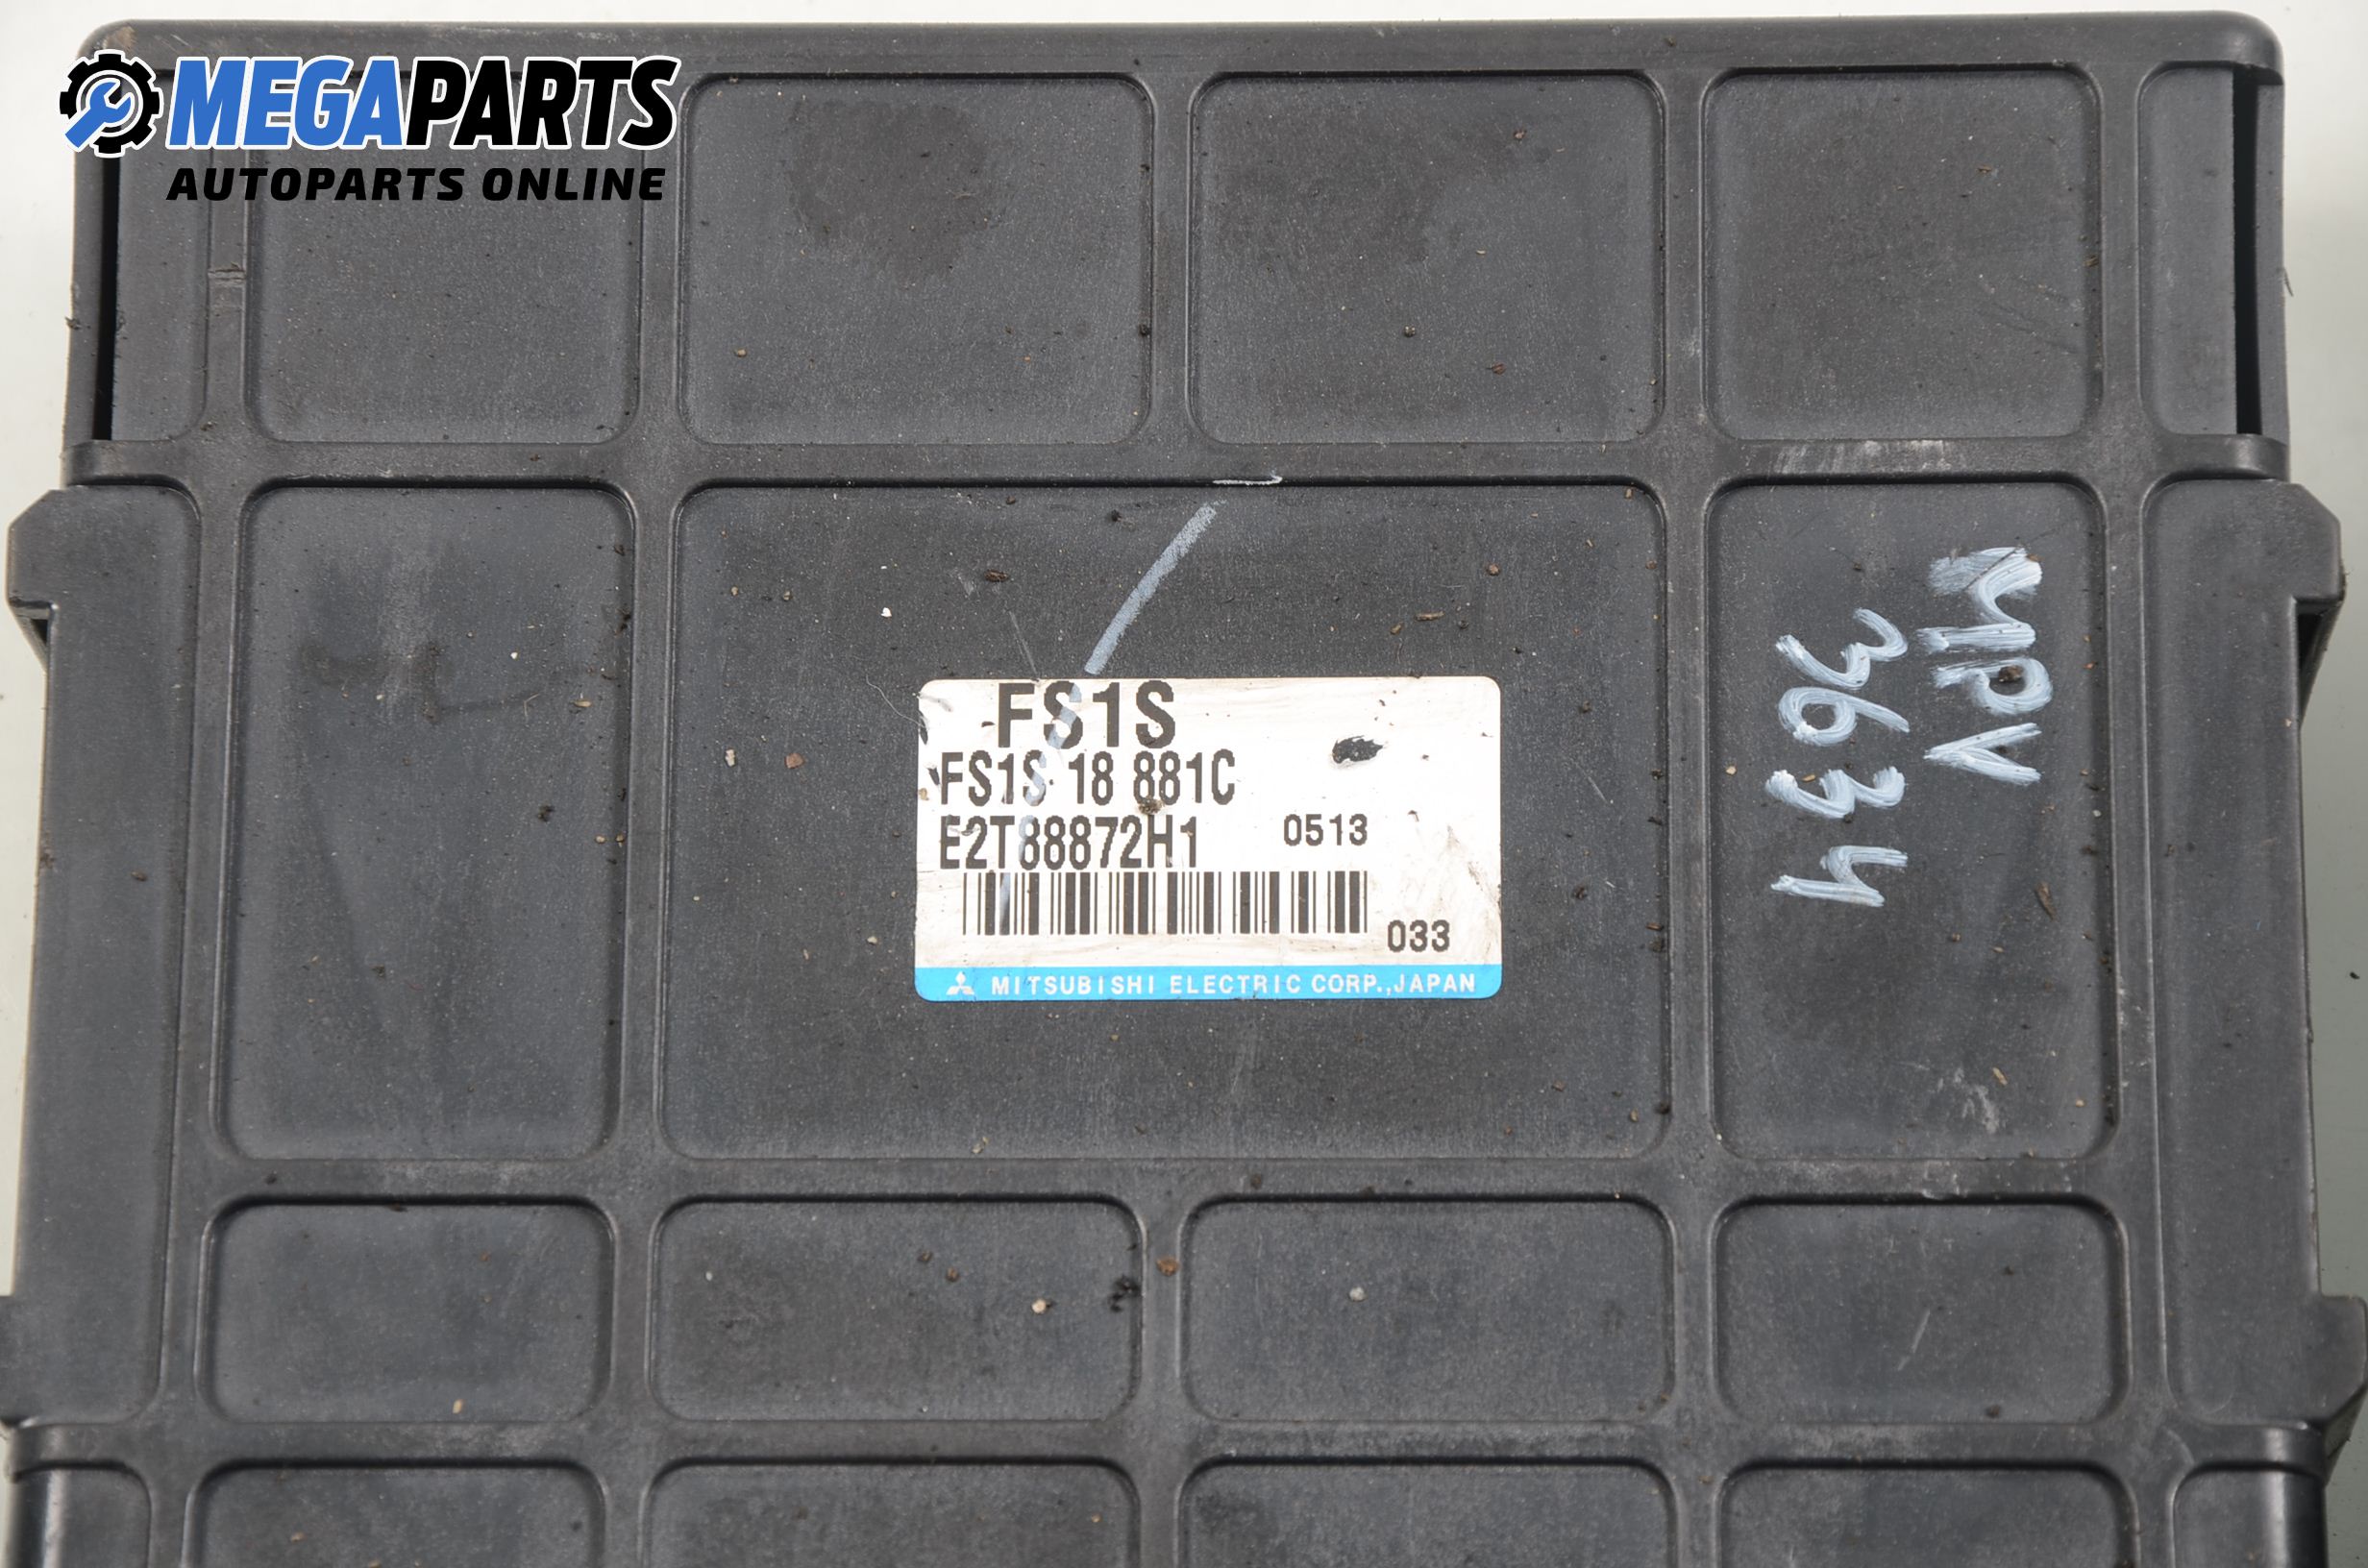 MEGAPARTS
AUTOPARTS ONLINE
FS1S
FS1S 18 881C
E2T88872H1 0513
033
MITSUBISHI ELECTRIC CORP., JAPAN
MPV
3634